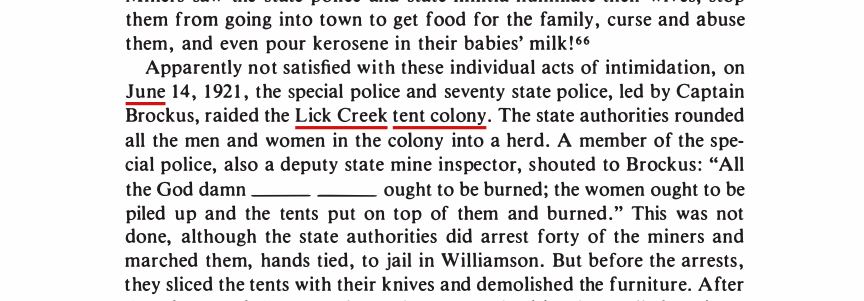 them from going into town to get food for the family, curse and abuse
them, and even pour kerosene in their babies' milk!⁶⁶
Apparently not satisfied with these individual acts of intimidation, on
June 14, 1921, the special police and seventy state police, led by Captain
Brockus, raided the Lick Creek tent colony. The state authorities rounded
all the men and women in the colony into a herd. A member of the spe-
cial police, also a deputy state mine inspector, shouted to Brockus: “All
the God damn ______ ______ ought to be burned; the women ought to be
piled up and the tents put on top of them and burned.” This was not
done, although the state authorities did arrest forty of the miners and
marched them, hands tied, to jail in Williamson. But before the arrests,
they sliced the tents with their knives and demolished the furniture. After